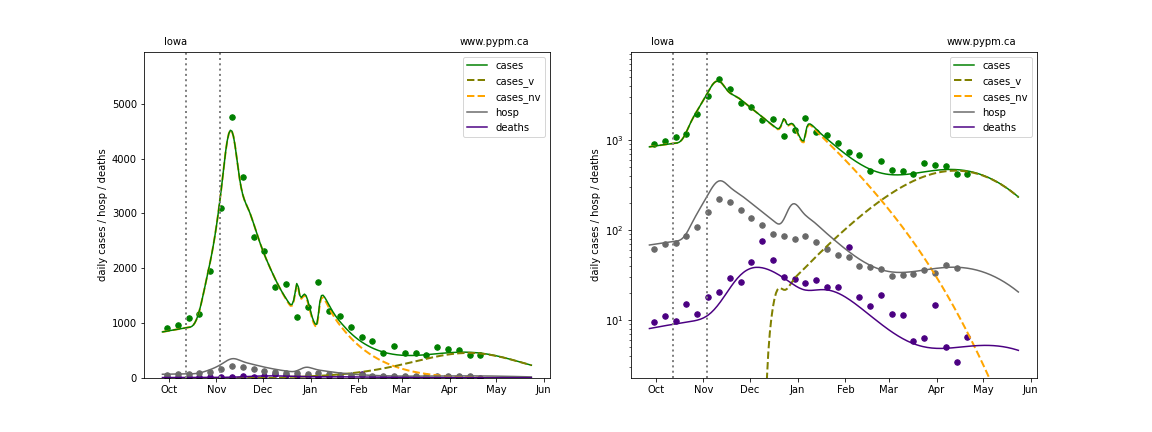 Iowa
www.pypm.ca
cases
cases_v
cases_nv
hosp
deaths
daily cases / hosp / deaths
5000
4000
3000
2000
1000
0
Oct Nov Dec Jan Feb Mar Apr May Jun
Iowa
www.pypm.ca
cases
cases_v
cases_nv
hosp
deaths
daily cases / hosp / deaths
10³
10²
10¹
Oct Nov Dec Jan Feb Mar Apr May Jun